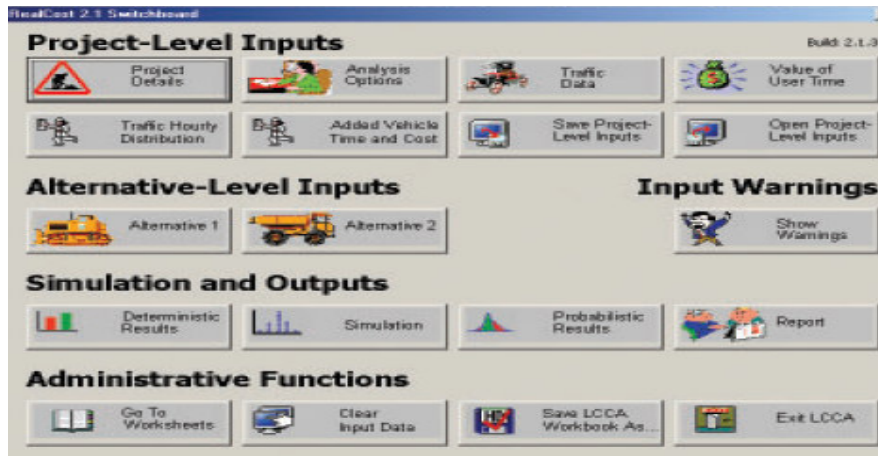 RealCost 2.1 Switchboard
Project-Level Inputs
Build: 2.1.3
Project Details
Analysis Options
Traffic Data
Value of User Time
Traffic Hourly Distribution
Added Vehicle Time and Cost
Save Project-Level Inputs
Open Project-Level Inputs
Alternative-Level Inputs
Input Warnings
Alternative 1
Alternative 2
Show Warnings
Simulation and Outputs
Deterministic Results
Simulation
Probabilistic Results
Report
Administrative Functions
Go To Worksheets
Clear Input Data
Save LCCA Workbook As...
Exit LCCA